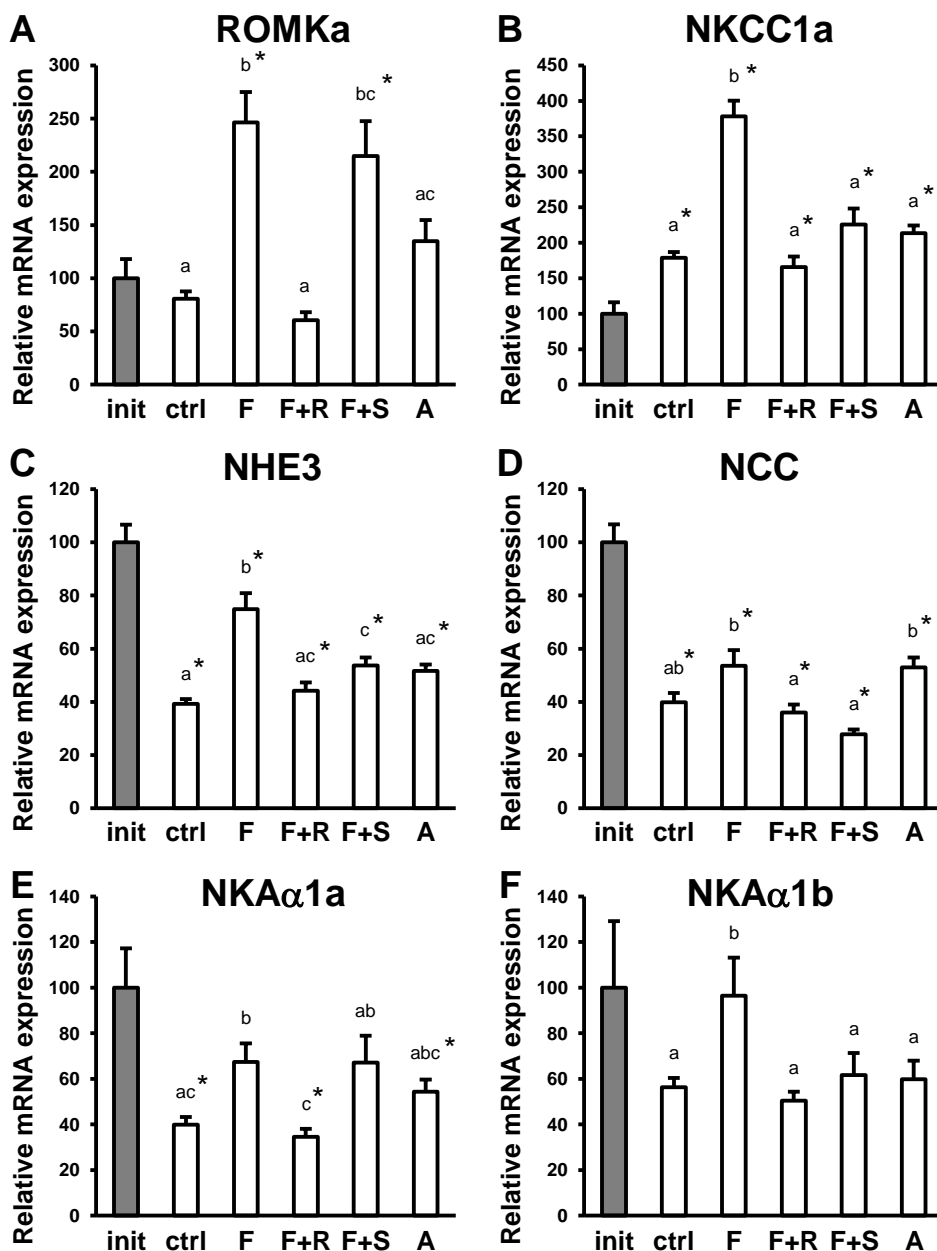 A
ROMKa
Relative mRNA expression
300
250
200
150
100
50
0
a
b *
a
bc *
ac
init ctrl F F+R F+S A
B
NKCC1a
Relative mRNA expression
450
400
350
300
250
200
150
100
50
0
a *
b *
a *
a *
a *
init ctrl F F+R F+S A
C
NHE3
Relative mRNA expression
120
100
80
60
40
20
0
a *
b *
ac *
c *
ac *
init ctrl F F+R F+S A
D
NCC
Relative mRNA expression
120
100
80
60
40
20
0
ab *
b *
a *
a *
b *
init ctrl F F+R F+S A
E
NKAα1a
Relative mRNA expression
140
120
100
80
60
40
20
0
ac *
b
c *
ab
abc *
init ctrl F F+R F+S A
F
NKAα1b
Relative mRNA expression
140
120
100
80
60
40
20
0
a
b
a
a
a
init ctrl F F+R F+S A